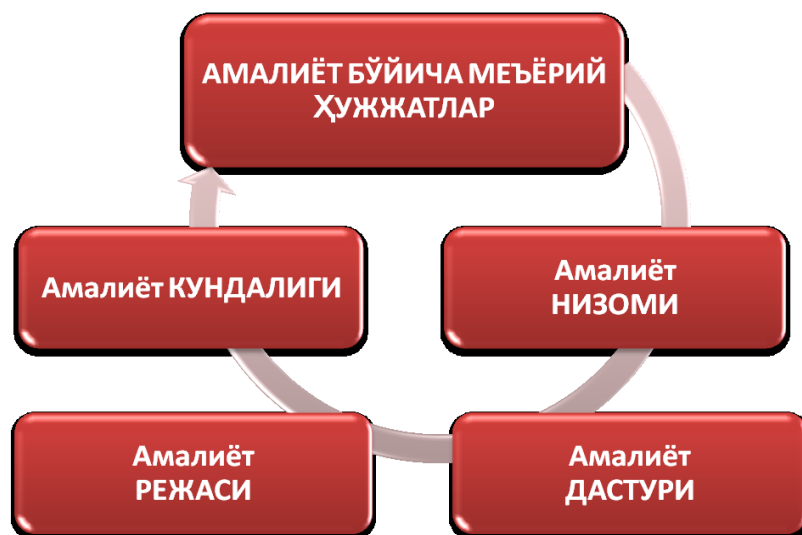 АМАЛИЁТ БЎЙИЧА МЕЪЁРИЙ
ҲУЖЖАТЛАР
Амалиёт КУНДАЛИГИ
Амалиёт
НИЗОМИ
Амалиёт
РЕЖАСИ
Амалиёт
ДАСТУРИ